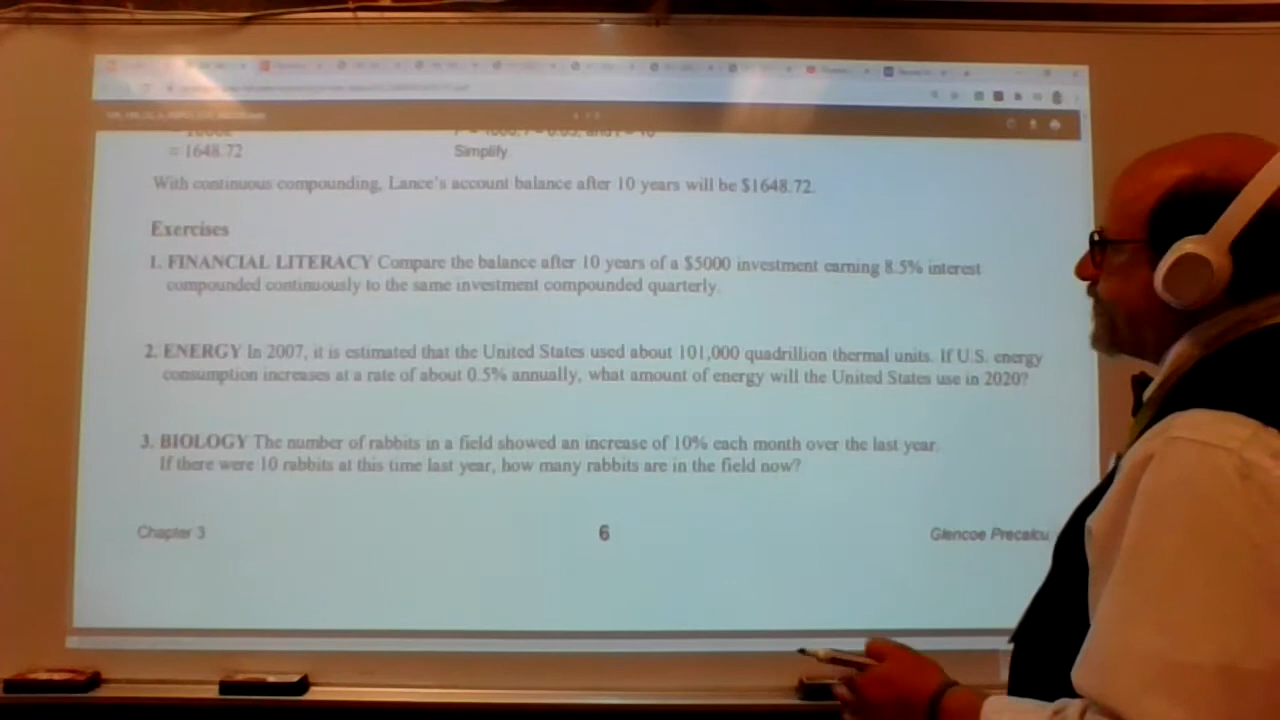 = 1648.72 Simplify.
With continuous compounding, Lance's account balance after 10 years will be $1648.72.
Exercises
1. FINANCIAL LITERACY Compare the balance after 10 years of a $5000 investment earning 8.5% interest
compounded continuously to the same investment compounded quarterly.
2. ENERGY In 2007, it is estimated that the United States used about 101,000 quadrillion thermal units. If U.S. energy
consumption increases at a rate of about 0.5% annually, what amount of energy will the United States use in 2020?
3. BIOLOGY The number of rabbits in a field showed an increase of 10% each month over the last year.
If there were 10 rabbits at this time last year, how many rabbits are in the field now?
Chapter 3 6 Glencoe Precalcu